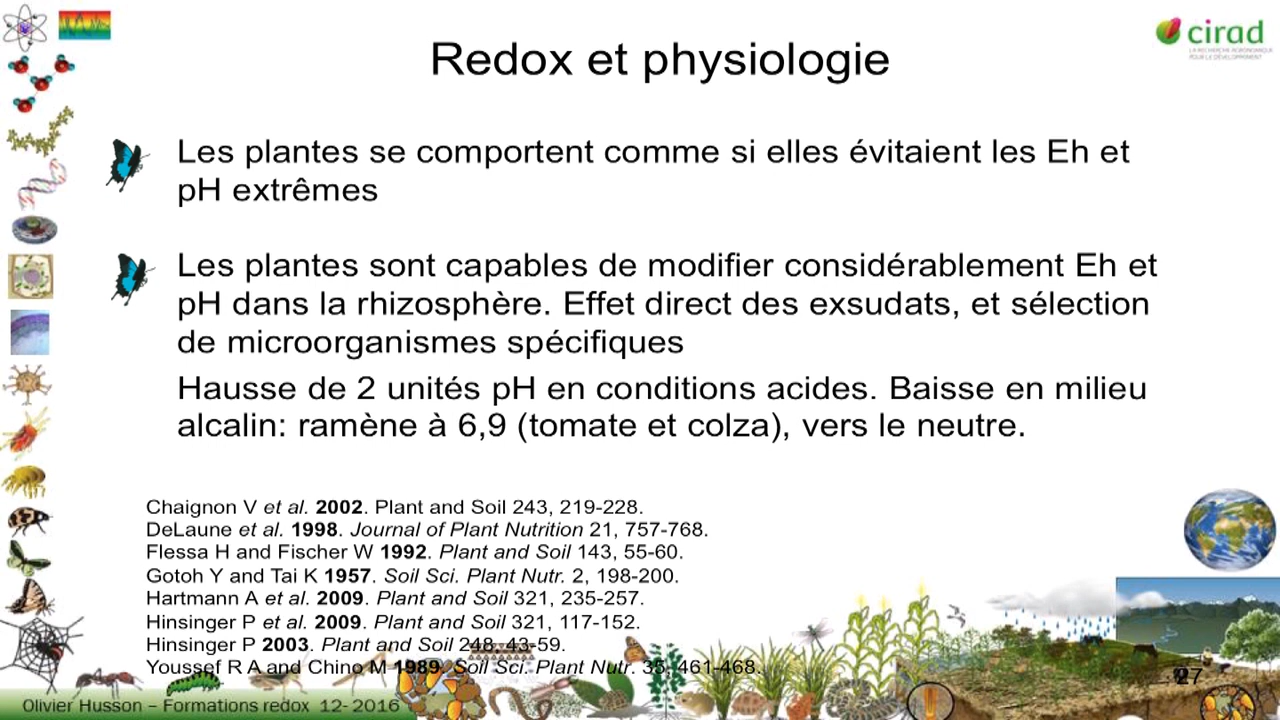 cirad
LA RECHERCHE AGRONOMIQUE
POUR LE DÉVELOPPEMENT
Redox et physiologie
Les plantes se comportent comme si elles évitaient les Eh et
pH extrêmes
Les plantes sont capables de modifier considérablement Eh et
pH dans la rhizosphère. Effet direct des exsudats, et sélection
de microorganismes spécifiques
Hausse de 2 unités pH en conditions acides. Baisse en milieu
alcalin: ramène à 6,9 (tomate et colza), vers le neutre.
Chaignon V et al. 2002. Plant and Soil 243, 219-228.
DeLaune et al. 1998. Journal of Plant Nutrition 21, 757-768.
Flessa H and Fischer W 1992. Plant and Soil 143, 55-60.
Gotoh Y and Tai K 1957. Soil Sci. Plant Nutr. 2, 198-200.
Hartmann A et al. 2009. Plant and Soil 321, 235-257.
Hinsinger P et al. 2009. Plant and Soil 321, 117-152.
Hinsinger P 2003. Plant and Soil 248, 43-59.
Youssef R A and Chino M 1989. Soil Sci. Plant Nutr. 35, 461-468.
Olivier Husson – Formations redox 12- 2016